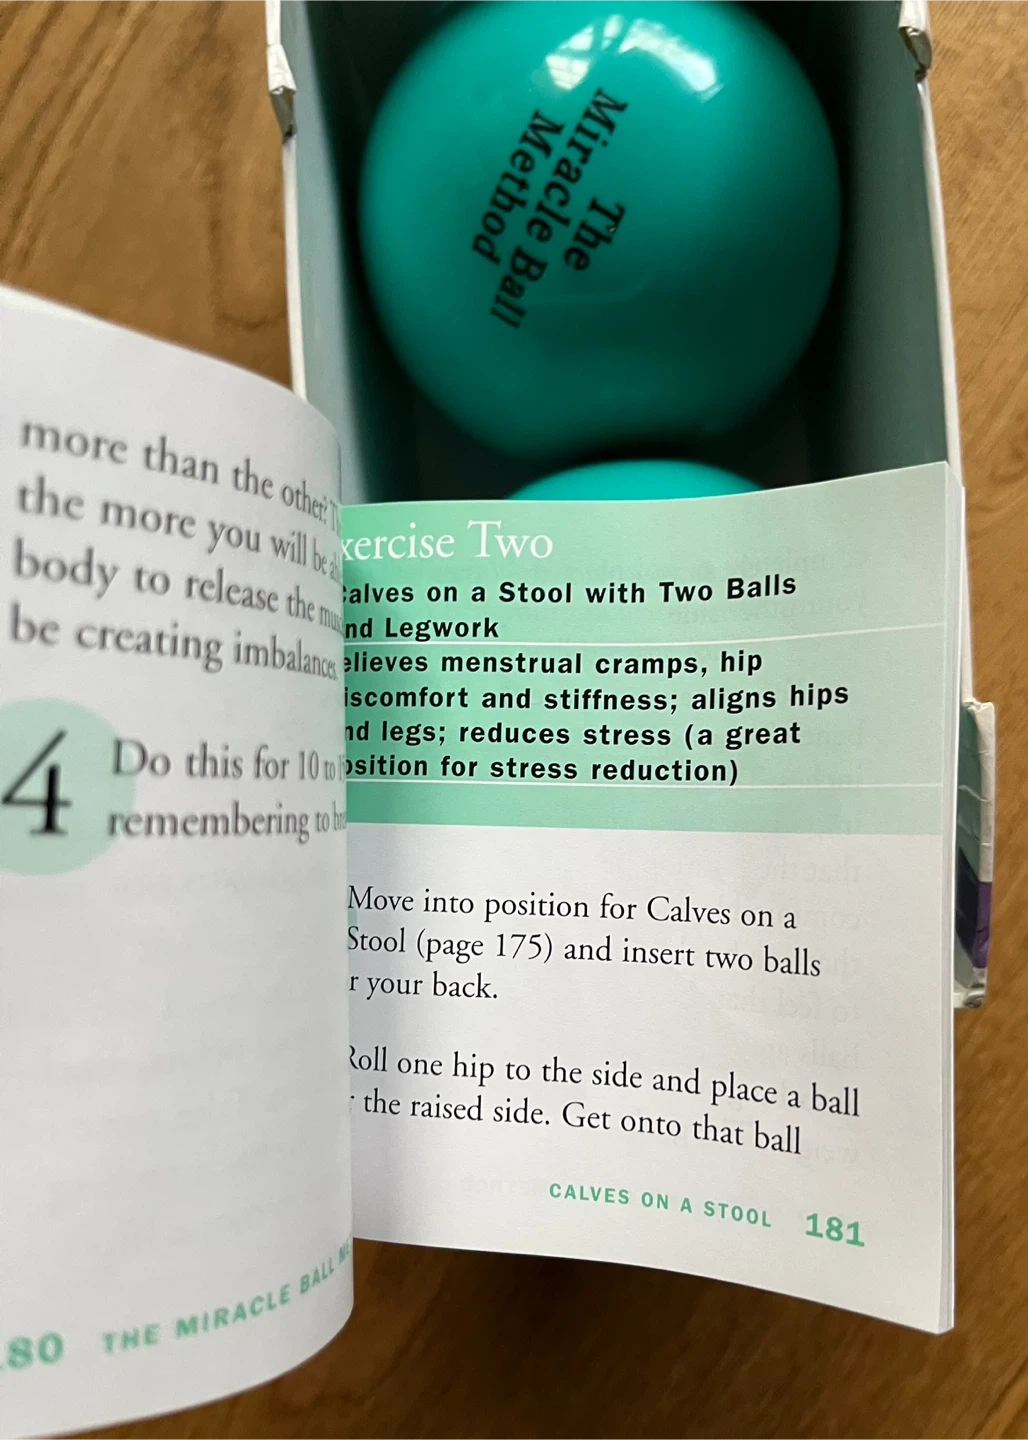 The
Miracle Ball
Method
more than the other?
the more you will be
body to release the
be creating imbalances
4
Do this for 10 to
remembering to
80 THE MIRACLE BALL
xercise Two
alves on a Stool with Two Balls
nd Legwork
elieves menstrual cramps, hip
iscomfort and stiffness; aligns hips
nd legs; reduces stress (a great
osition for stress reduction)
Move into position for Calves on a
Stool (page 175) and insert two balls
r your back.
Roll one hip to the side and place a ball
the raised side. Get onto that ball
CALVES ON A STOOL 181